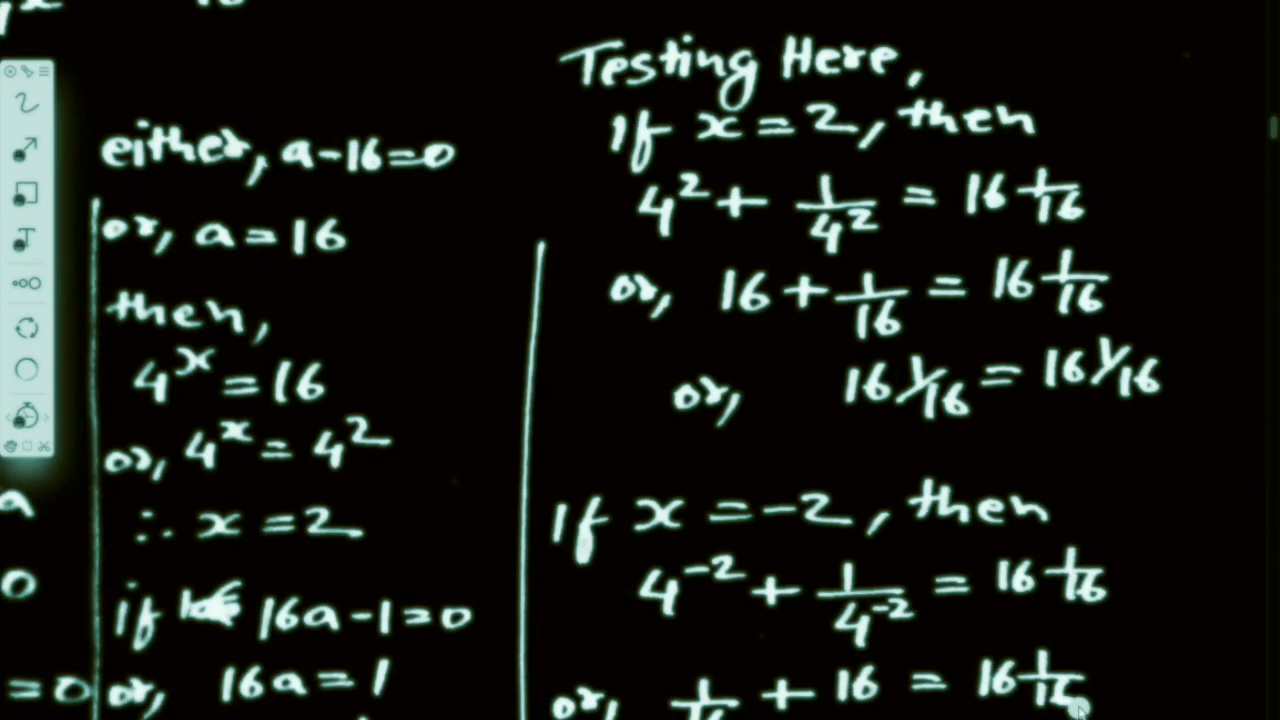 either, a-16=0
or, a=16
then,
4^x =16
or, 4^x = 4^2
∴ x =2
if 16a-1=0
or, 16a=1
a
0
=0
Testing Here,
If x=2, then
4^2 + 1/4^2 = 16 1/16
or, 16 + 1/16 = 16 1/16
or, 16 1/16 = 16 1/16
If x =-2, then
4^-2 + 1/4^-2 = 16 1/16
or, 1/16 + 16 = 16 1/16